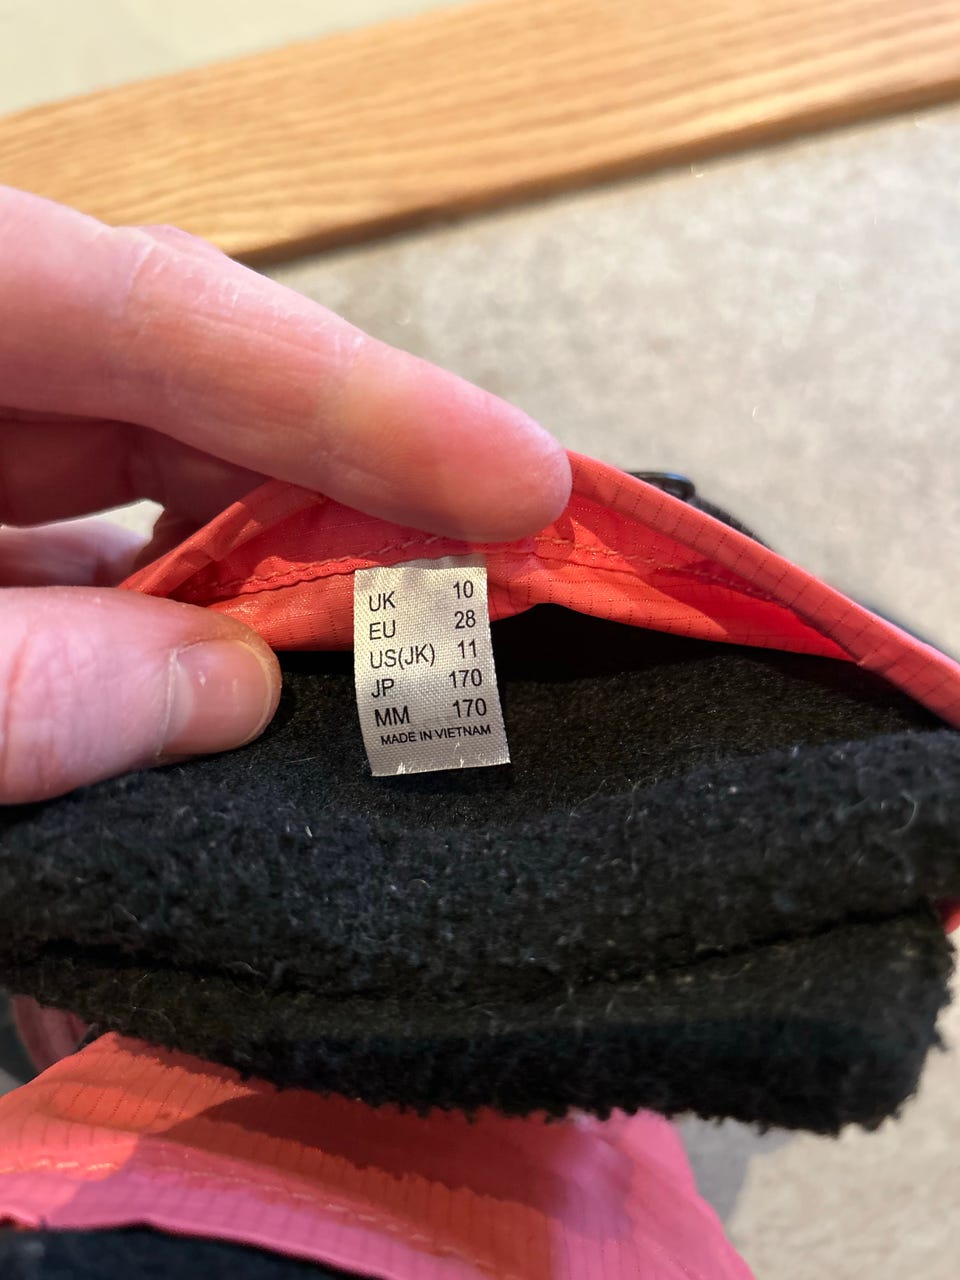 UK 10
EU 28
US(JK) 11
JP 170
MM 170
MADE IN VIETNAM